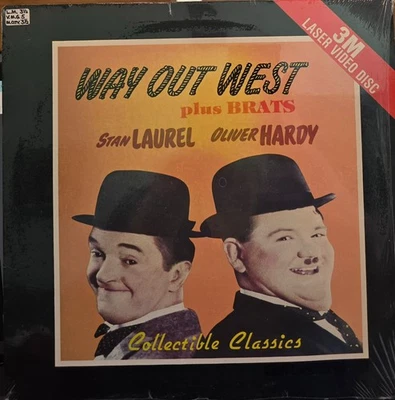 3M
LASER VIDEO DISC
WAY OUT WEST
plus BRATS
STAN LAUREL OLIVER HARDY
Collectible Classics